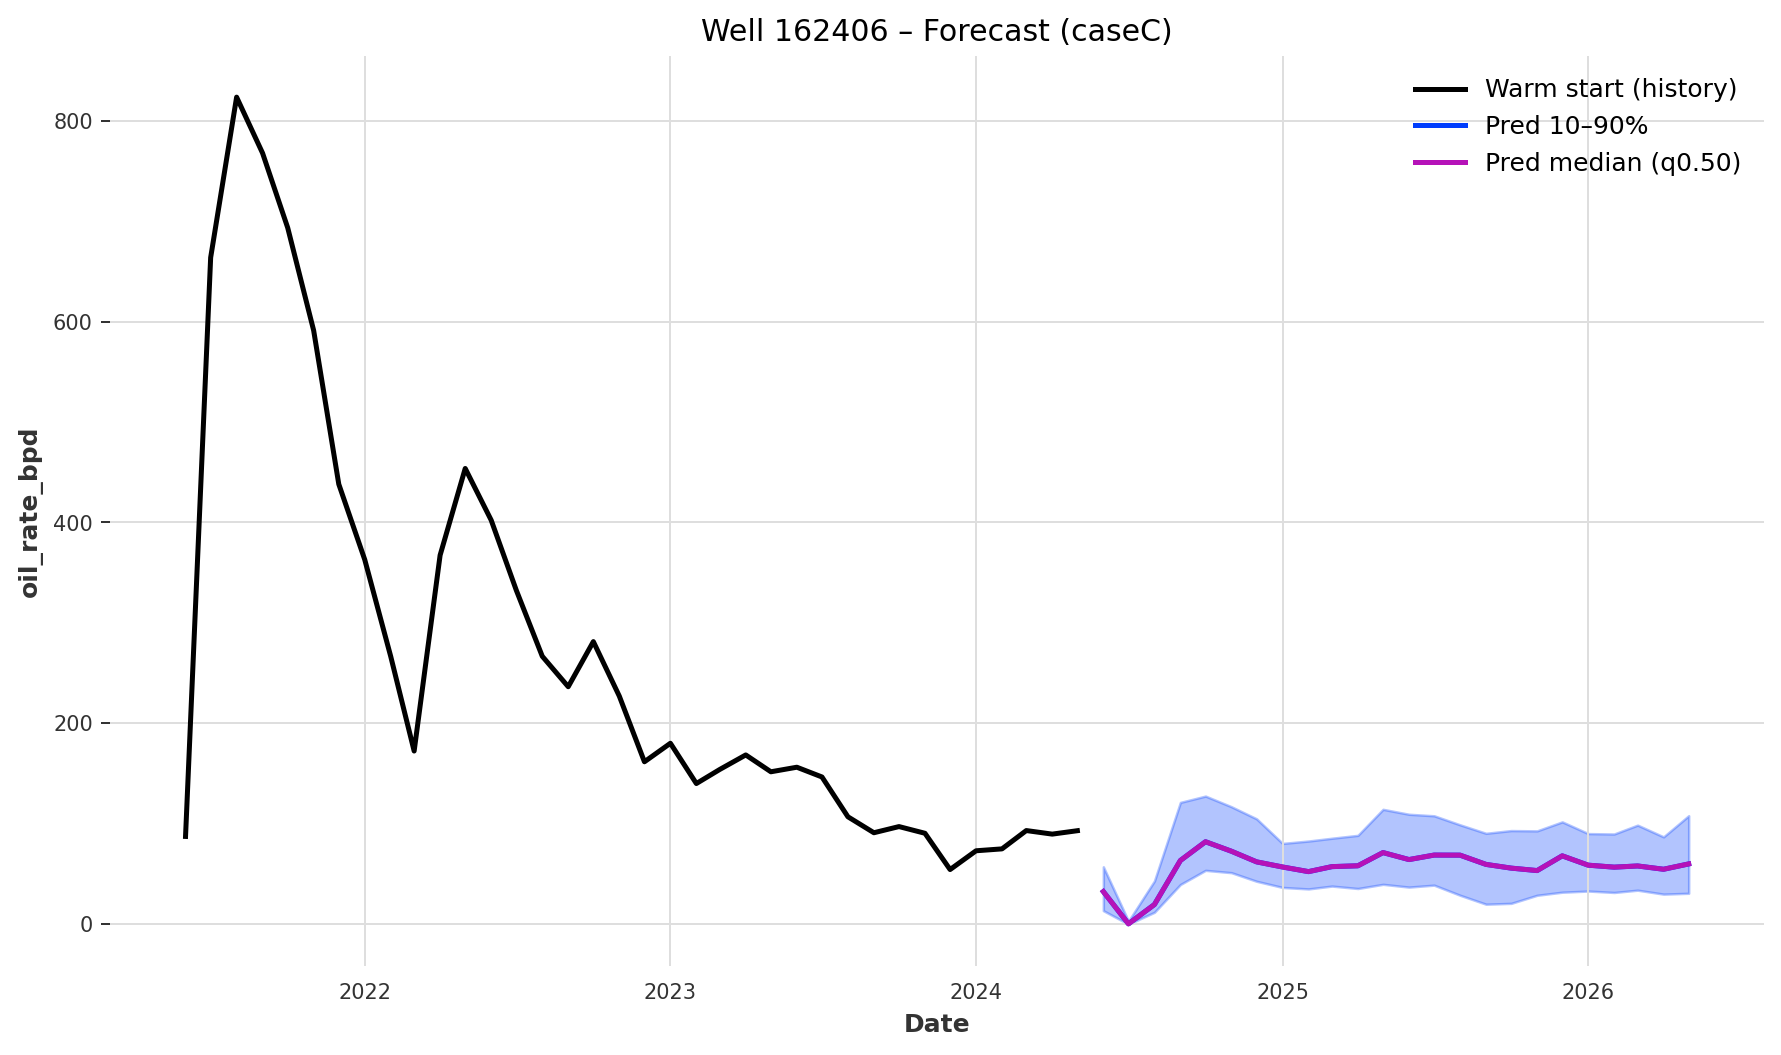 Well 162406 – Forecast (caseC)
Warm start (history)
Pred 10–90%
Pred median (q0.50)
oil_rate_bpd
800
600
400
200
0
2022
2023
2024
2025
2026
Date